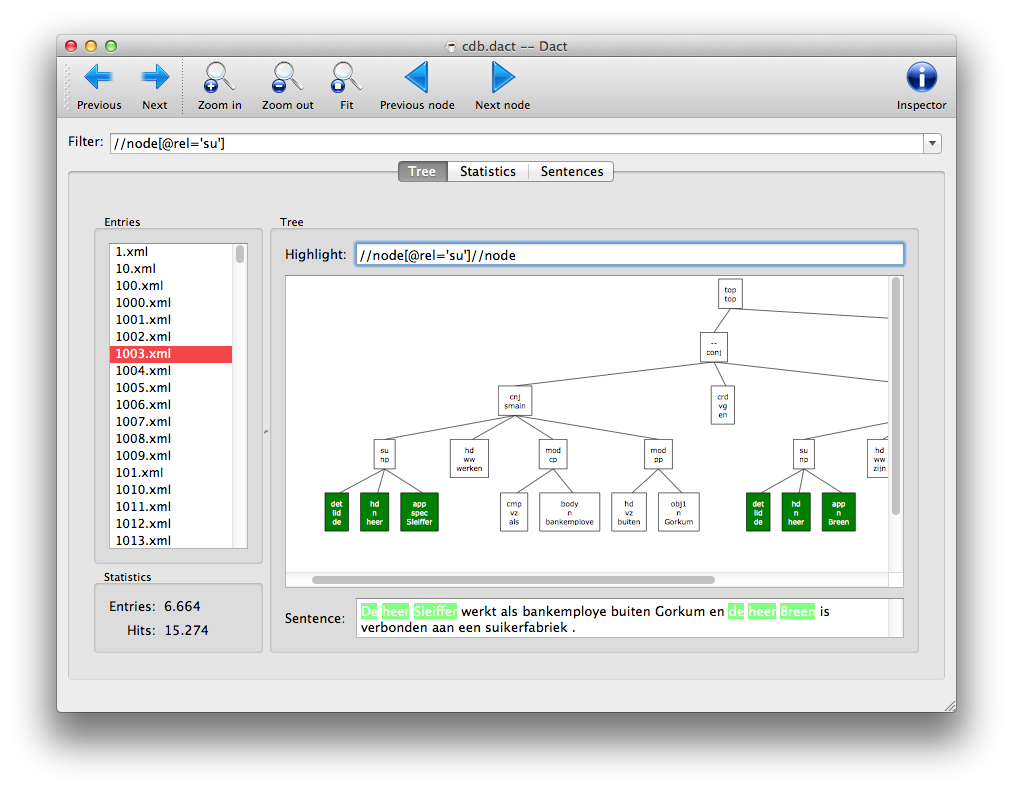 cdb.dact -- Dact
Previous Next Zoom in Zoom out Fit Previous node Next node Inspector
Filter: //node[@rel='su']
Tree Statistics Sentences
Entries
1.xml
10.xml
100.xml
1000.xml
1001.xml
1002.xml
1003.xml
1004.xml
1005.xml
1006.xml
1007.xml
1008.xml
1009.xml
101.xml
1010.xml
1011.xml
1012.xml
1013.xml
Statistics
Entries: 6.664
Hits: 15.274
Tree
Highlight: //node[@rel='su']//node
top
top
--
conj
cnj
smain
crd
vg
en
su
np
hd
ww
werken
mod
cp
mod
pp
su
np
hd
ww
zijn
det
lid
de
hd
n
heer
app
spec
Sleiffer
cmp
vz
als
body
n
bankemploye
hd
vz
buiten
obj1
n
Gorkum
det
lid
de
hd
n
heer
app
n
Breen
Sentence: De heer Sleiffer werkt als bankemploye buiten Gorkum en de heer Breen is
verbonden aan een suikerfabriek .